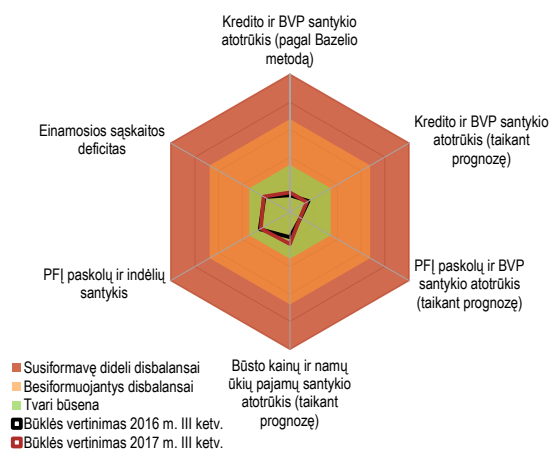 Kredito ir BVP santykio
atotrūkis (pagal Bazelio
metodą)
Kredito ir BVP santykio
atotrūkis (taikant
prognozę)
PFĮ paskolų ir BVP
santykio atotrūkis
(taikant prognozę)
Būsto kainų ir namų
ūkių pajamų santykio
atotrūkis (taikant
prognozę)
PFĮ paskolų ir indėlių
santykis
Einamosios sąskaitos
deficitas
Susiformavę dideli disbalansai
Besiformuojantys disbalansai
Tvari būsena
Būklės vertinimas 2016 m. III ketv.
Būklės vertinimas 2017 m. III ketv.